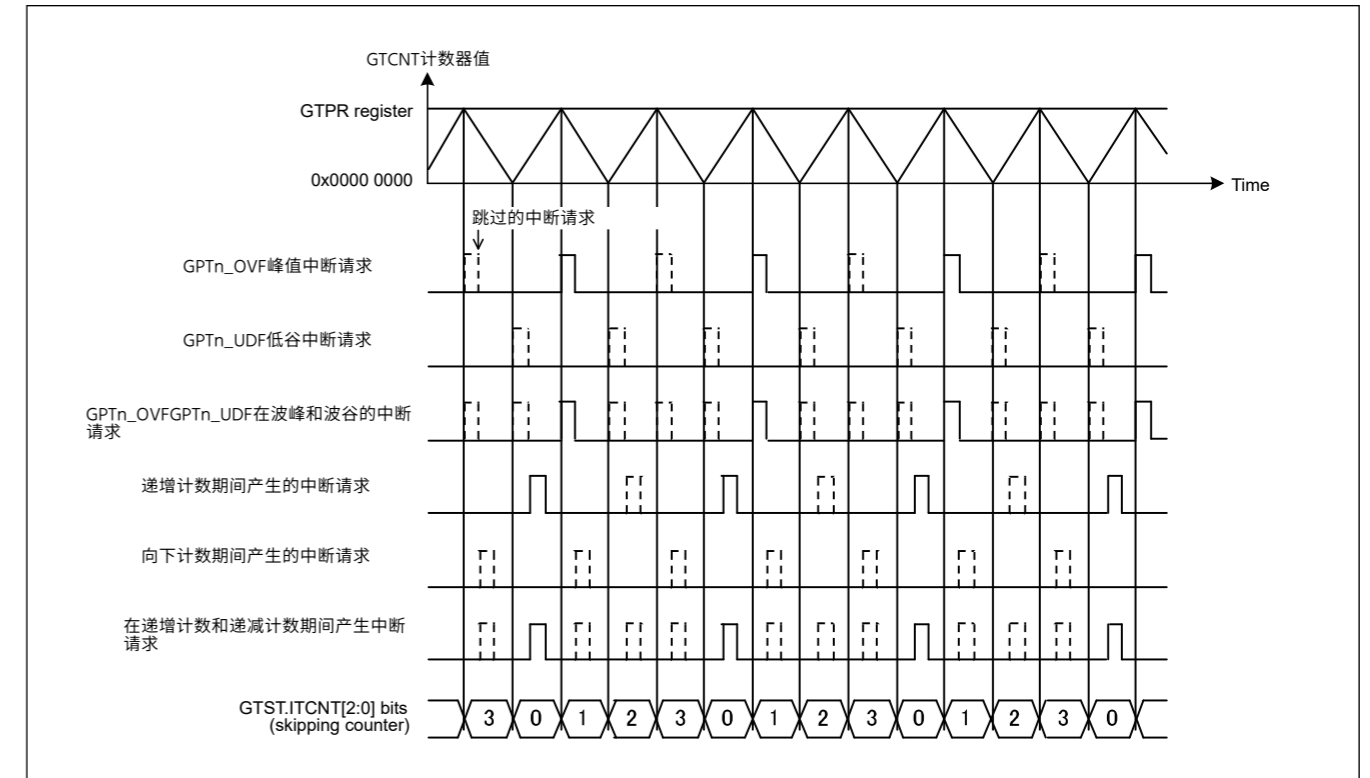 GTCNT计数器值
GTPR register
0x0000 0000
Time
跳过的中断请求
GPTn_OVF峰值中断请求
GPTn_UDF低谷中断请求
GPTn_OVFGPTn_UDF在波峰和波谷的中断
请求
递增计数期间产生的中断请求
向下计数期间产生的中断请求
在递增计数和递减计数期间产生中断
请求
GTST.ITCNT[2:0] bits
(skipping counter)
3 0 1 2 3 0 1 2 3 0 1 2 3 0